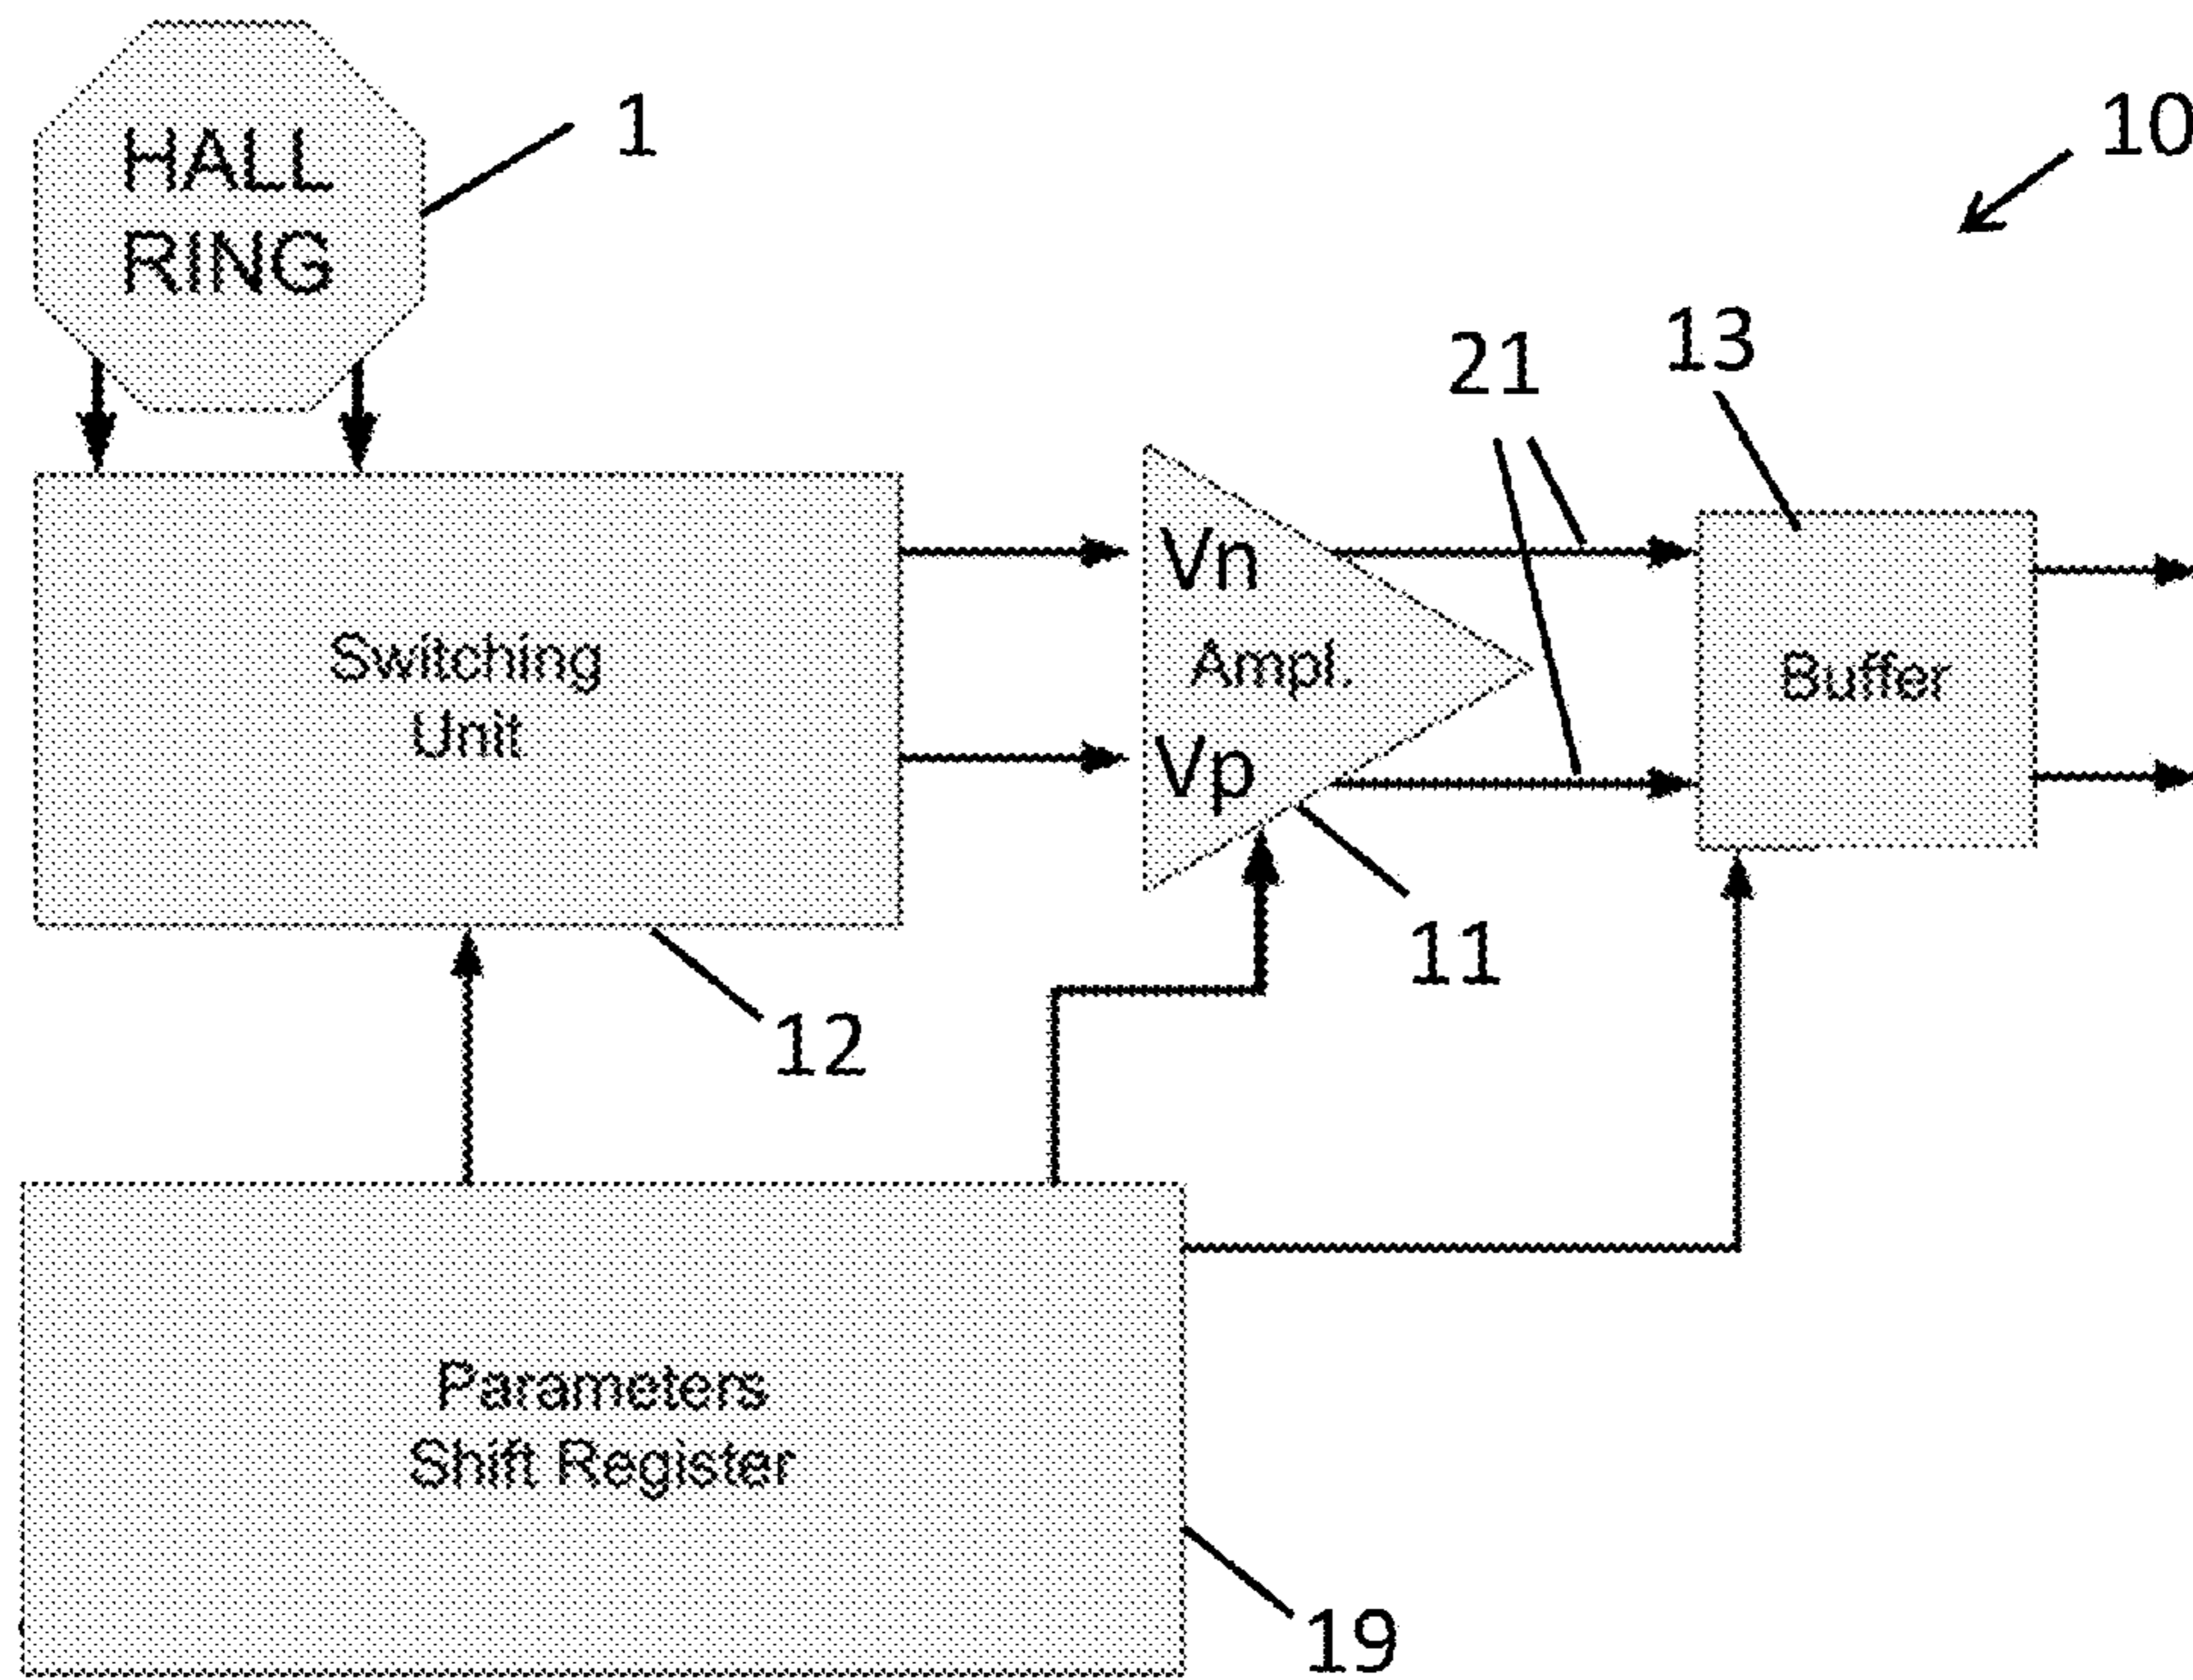 HALL
RING
1
10
21
13
Vn
Switching
Unit
Ampl.
Buffer
Vp
11
12
Parameters
Shift Register
19